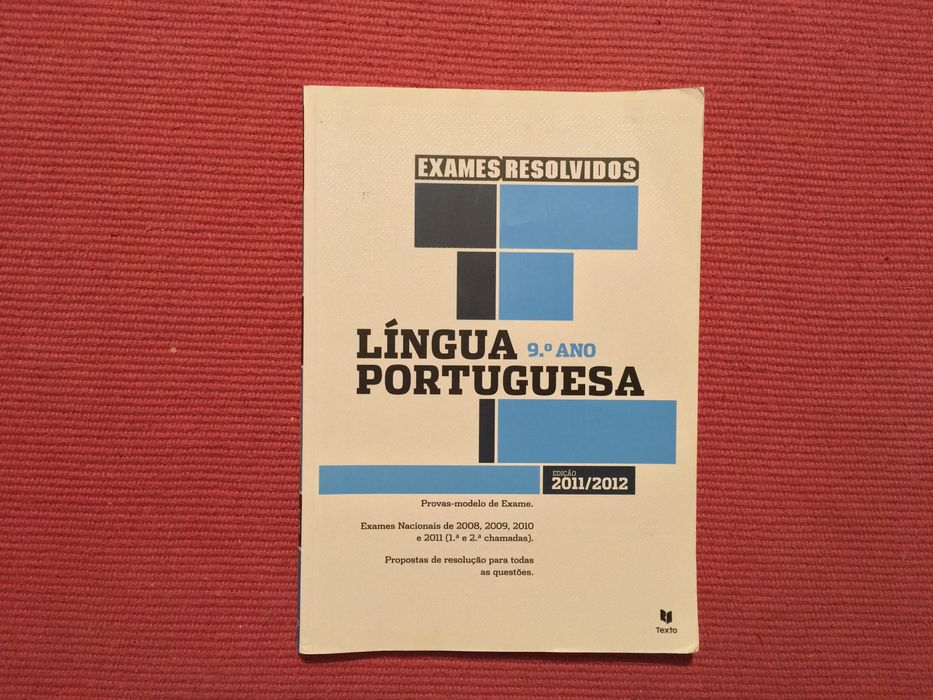 EXAMES RESOLVIDOS
LÍNGUA 9.º ANO
PORTUGUESA
EDIÇÃO
2011/2012
Provas-modelo de Exame.
Exames Nacionais de 2008, 2009, 2010
e 2011 (1.ª e 2.ª chamadas).
Propostas de resolução para todas
as questões.
Texto